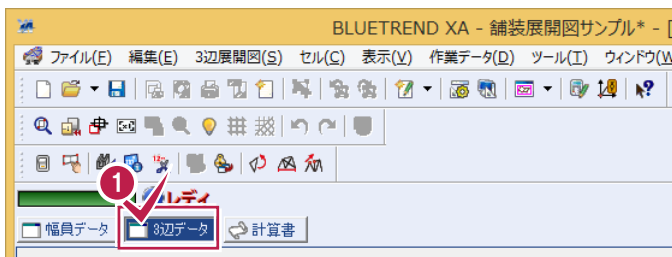 BLUETREND XA - 舗装展開図サンプル* - [
ファイル(F) 編集(E) 3辺展開図(S) セル(C) 表示(V) 作業データ(D) ツール(T) ウィンドウ(W
レディ
1
幅員データ 3辺データ 計算書